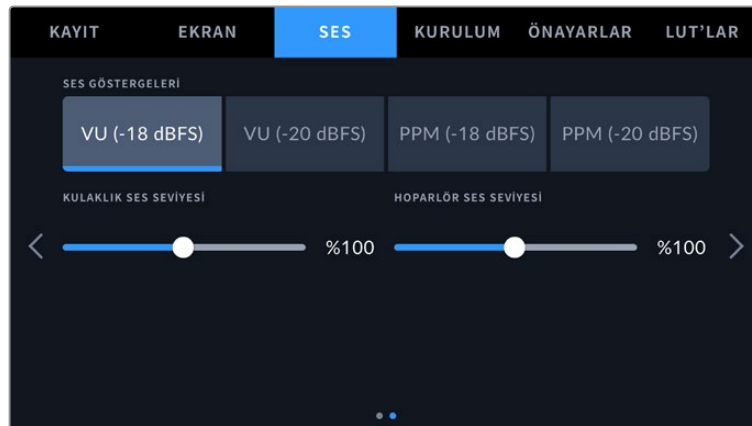 KAYIT EKRAN SES KURULUM ÖNAYARLAR LUT'LAR
SES GÖSTERGELERİ
VU (-18 dBFS) VU (-20 dBFS) PPM (-18 dBFS) PPM (-20 dBFS)
KULAKLIK SES SEVİYESİ HOPARLÖR SES SEVİYESİ
%100 %100